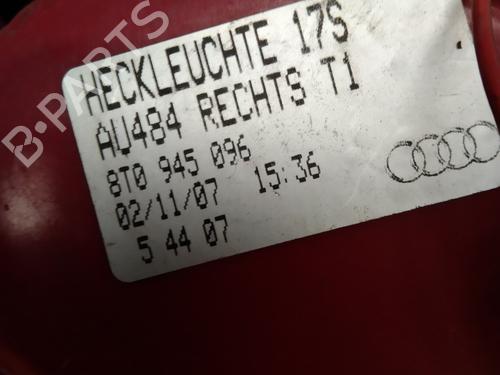 HECKLEUCHTE 17S
AU484 RECHTS T1
8T0 945 096
02/11/07 15:36
5 44 07
B-PARTS